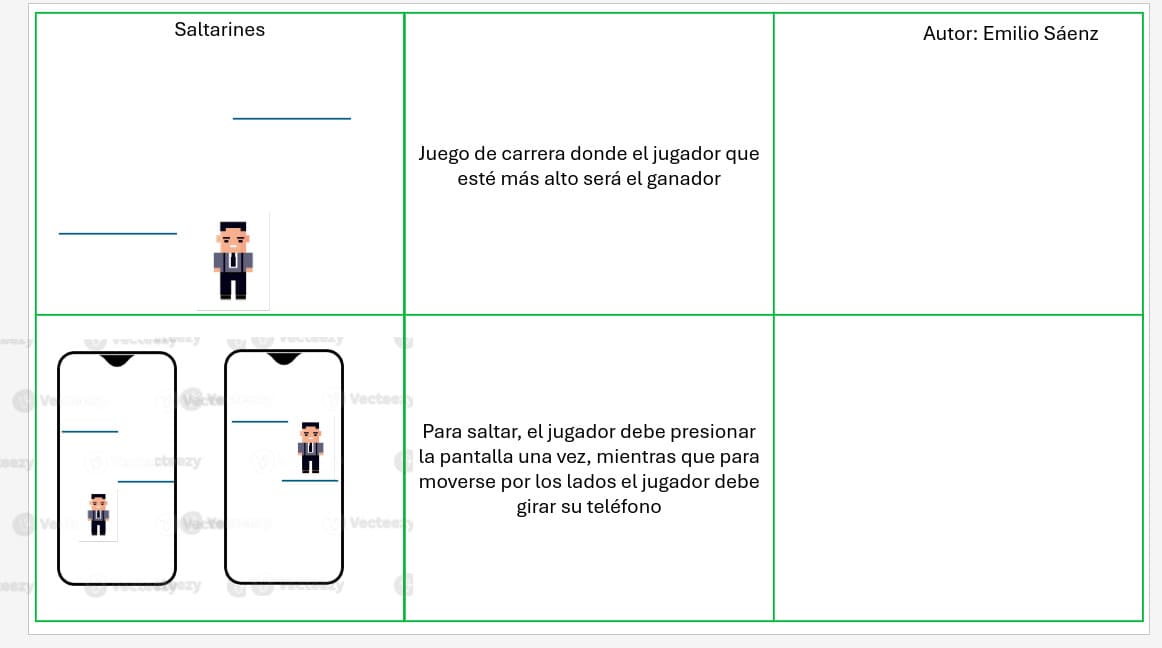 Saltarines
Autor: Emilio Sáenz
Juego de carrera donde el jugador que
esté más alto será el ganador
Para saltar, el jugador debe presionar
la pantalla una vez, mientras que para
moverse por los lados el jugador debe
girar su teléfono
Vecteezy
Vecteezy